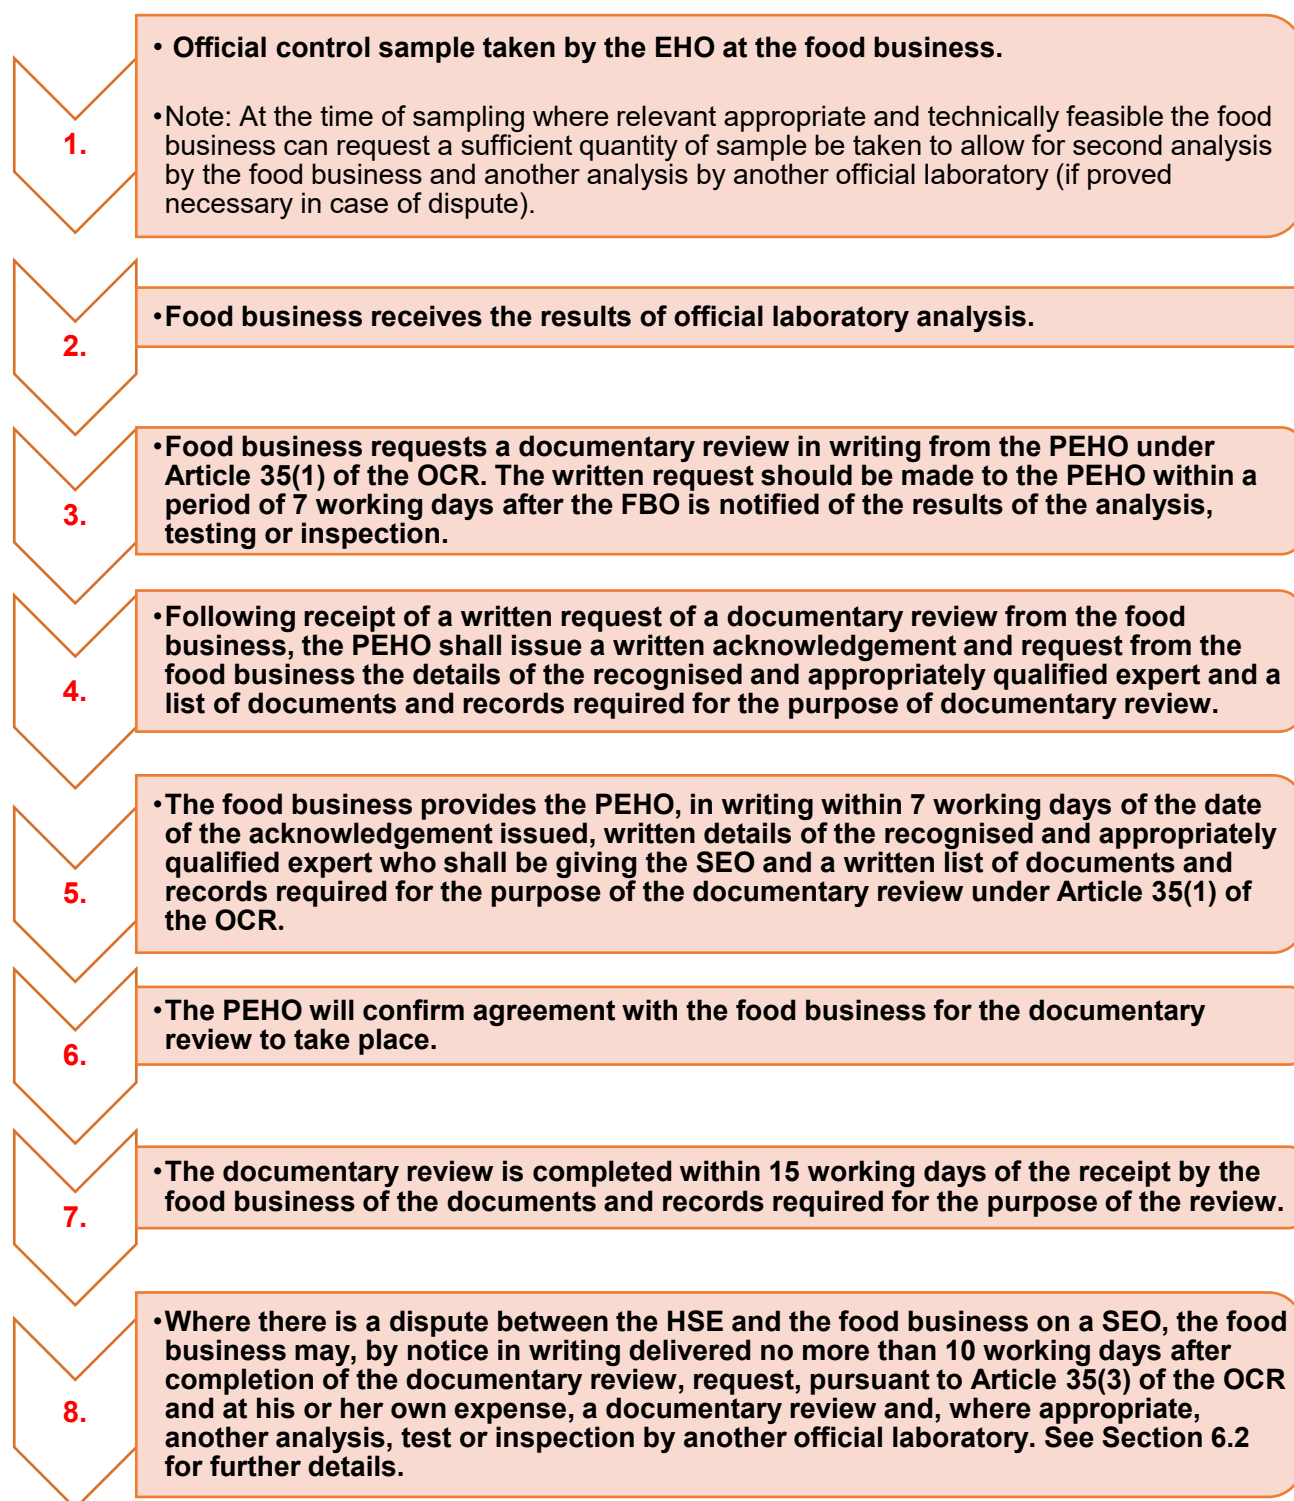 1.
• Official control sample taken by the EHO at the food business.
•Note: At the time of sampling where relevant appropriate and technically feasible the food
business can request a sufficient quantity of sample be taken to allow for second analysis
by the food business and another analysis by another official laboratory (if proved
necessary in case of dispute).
2.
•Food business receives the results of official laboratory analysis.
3.
•Food business requests a documentary review in writing from the PEHO under
Article 35(1) of the OCR. The written request should be made to the PEHO within a
period of 7 working days after the FBO is notified of the results of the analysis,
testing or inspection.
4.
•Following receipt of a written request of a documentary review from the food
business, the PEHO shall issue a written acknowledgement and request from the
food business the details of the recognised and appropriately qualified expert and a
list of documents and records required for the purpose of documentary review.
5.
•The food business provides the PEHO, in writing within 7 working days of the date
of the acknowledgement issued, written details of the recognised and appropriately
qualified expert who shall be giving the SEO and a written list of documents and
records required for the purpose of the documentary review under Article 35(1) of
the OCR.
6.
•The PEHO will confirm agreement with the food business for the documentary
review to take place.
7.
•The documentary review is completed within 15 working days of the receipt by the
food business of the documents and records required for the purpose of the review.
8.
•Where there is a dispute between the HSE and the food business on a SEO, the food
business may, by notice in writing delivered no more than 10 working days after
completion of the documentary review, request, pursuant to Article 35(3) of the OCR
and at his or her own expense, a documentary review and, where appropriate,
another analysis, test or inspection by another official laboratory. See Section 6.2
for further details.